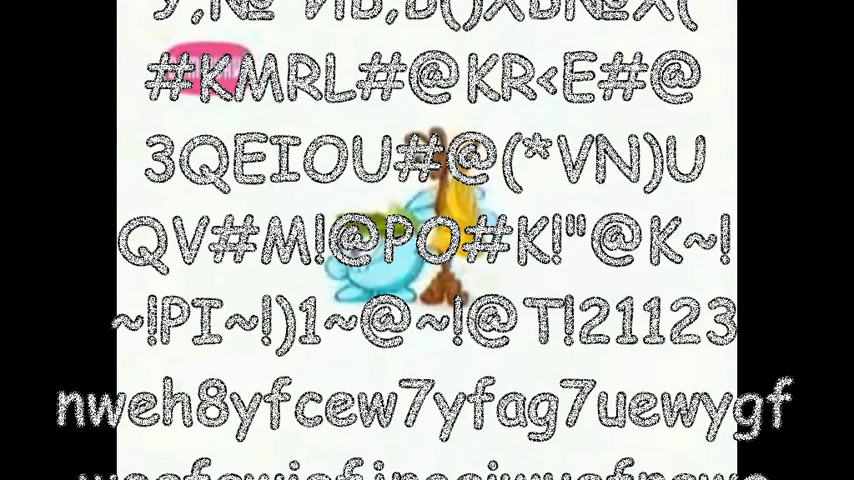 #KMRL#@KR<E#@
3QEIOU#@(*VN)U
QV#M!@PO#K!"@K~!
~!PI~!)1~@~!@T!21123
nweh8yfcew7yfag7uewygf